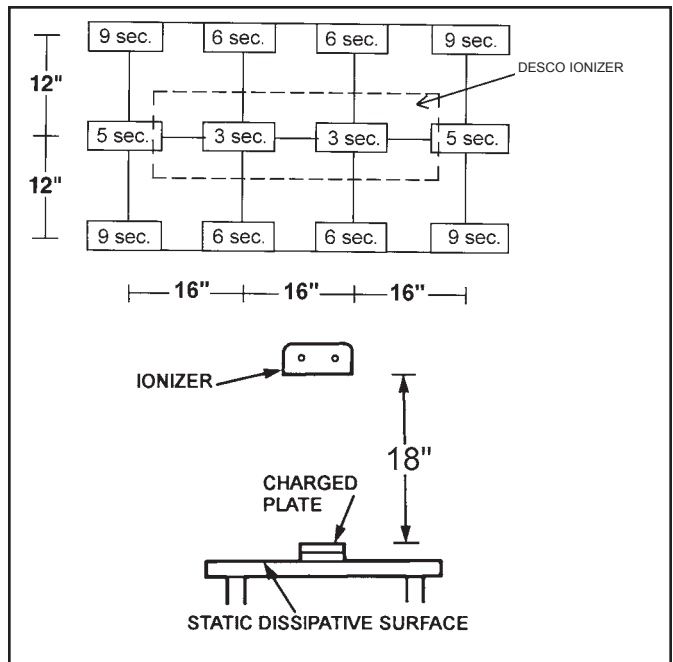 9 sec. 6 sec. 6 sec. 9 sec.
DESCO IONIZER
12"
5 sec. 3 sec. 3 sec. 5 sec.
12"
9 sec. 6 sec. 6 sec. 9 sec.
16" 16" 16"
IONIZER
18"
CHARGED
PLATE
STATIC DISSIPATIVE SURFACE